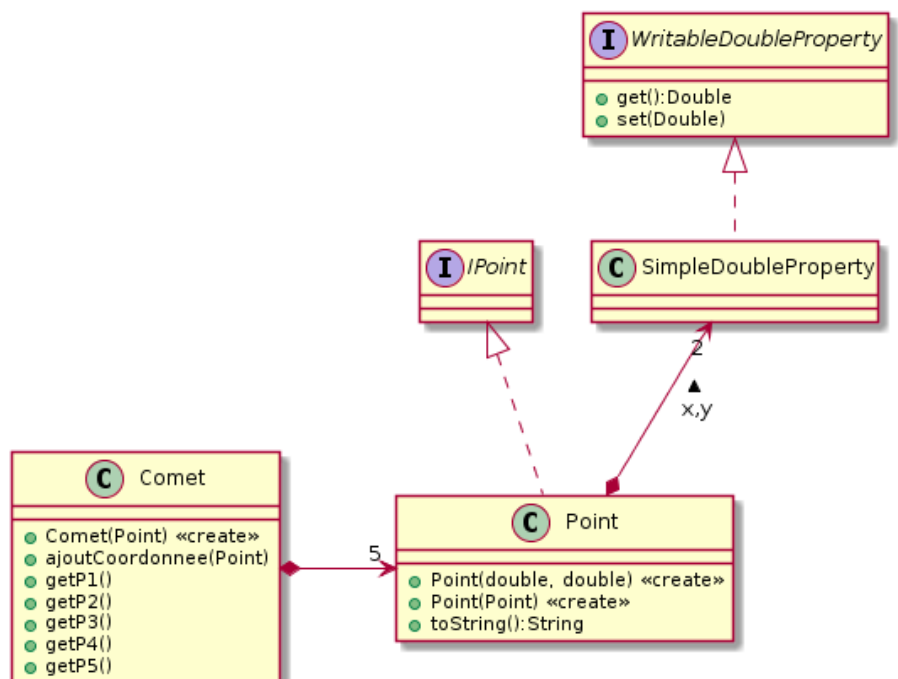 I WritableDoubleProperty
get():Double
set(Double)
I IPoint
C SimpleDoubleProperty
2
x,y
C Comet
Comet(Point) «create»
ajoutCoordonnee(Point)
getP1()
getP2()
getP3()
getP4()
getP5()
5
C Point
Point(double, double) «create»
Point(Point) «create»
toString():String